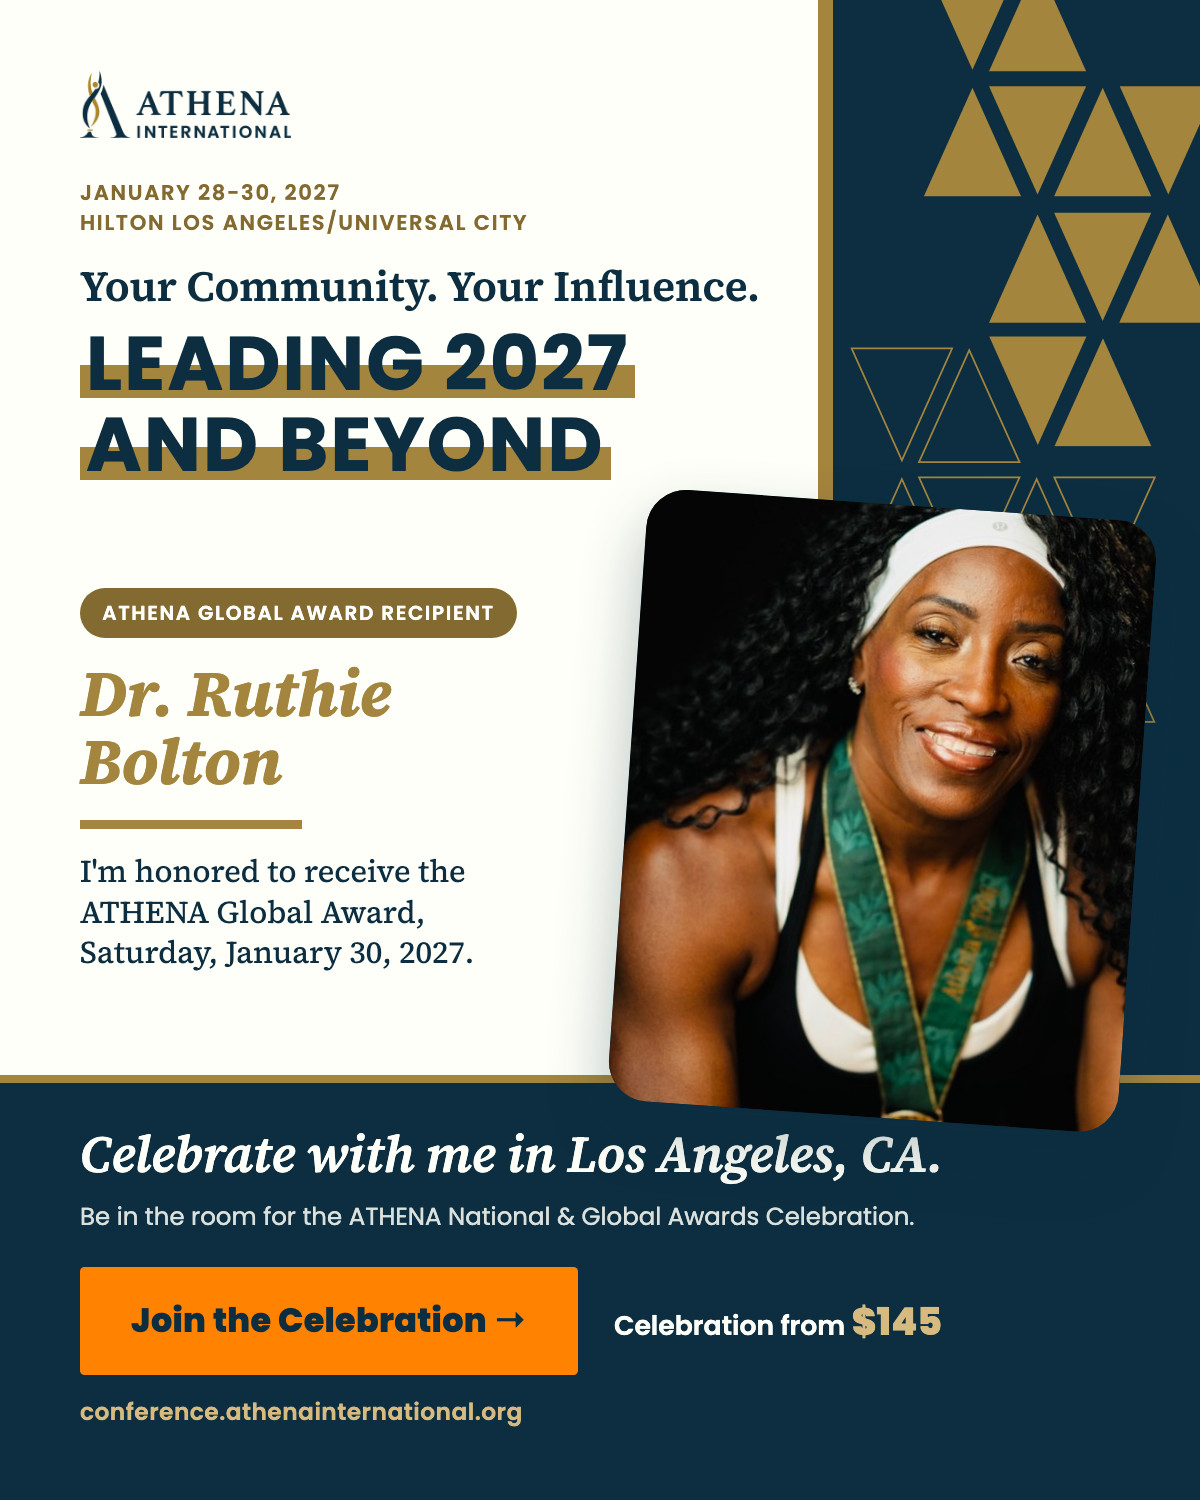 ATHENA
INTERNATIONAL
JANUARY 28-30, 2027
HILTON LOS ANGELES/UNIVERSAL CITY
Your Community. Your Influence.
LEADING 2027
AND BEYOND
ATHENA GLOBAL AWARD RECIPIENT
Dr. Ruthie
Bolton
I'm honored to receive the
ATHENA Global Award,
Saturday, January 30, 2027.
Atlanta
Celebrate with me in Los Angeles, CA.
Be in the room for the ATHENA National & Global Awards Celebration.
Join the Celebration →
Celebration from $145
conference.athenainternational.org